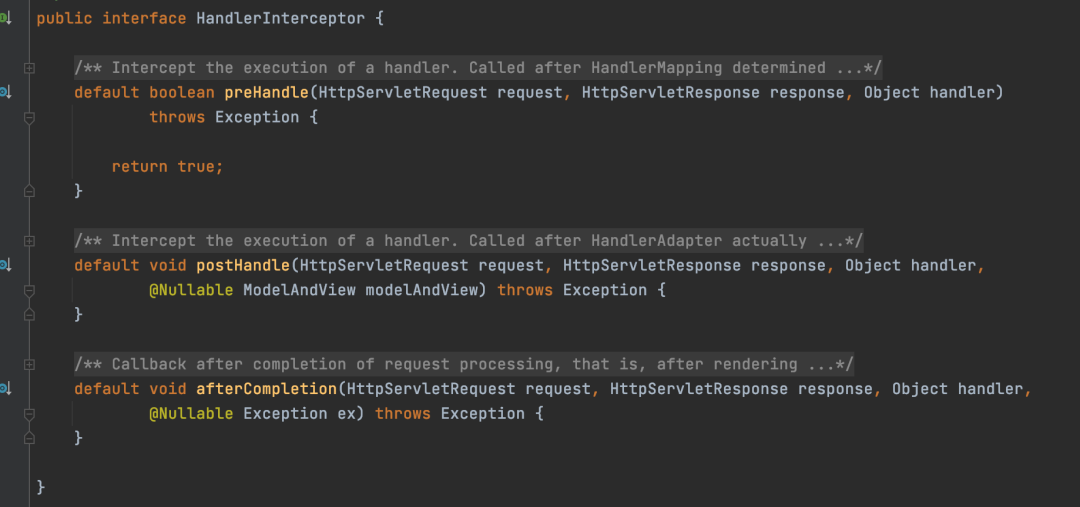 public interface HandlerInterceptor {
/** Intercept the execution of a handler. Called after HandlerMapping determined ...*/
default boolean preHandle(HttpServletRequest request, HttpServletResponse response, Object handler)
throws Exception {
return true;
}
/** Intercept the execution of a handler. Called after HandlerAdapter actually ...*/
default void postHandle(HttpServletRequest request, HttpServletResponse response, Object handler,
@Nullable ModelAndView modelAndView) throws Exception {
}
/** Callback after completion of request processing, that is, after rendering ...*/
default void afterCompletion(HttpServletRequest request, HttpServletResponse response, Object handler,
@Nullable Exception ex) throws Exception {
}
}